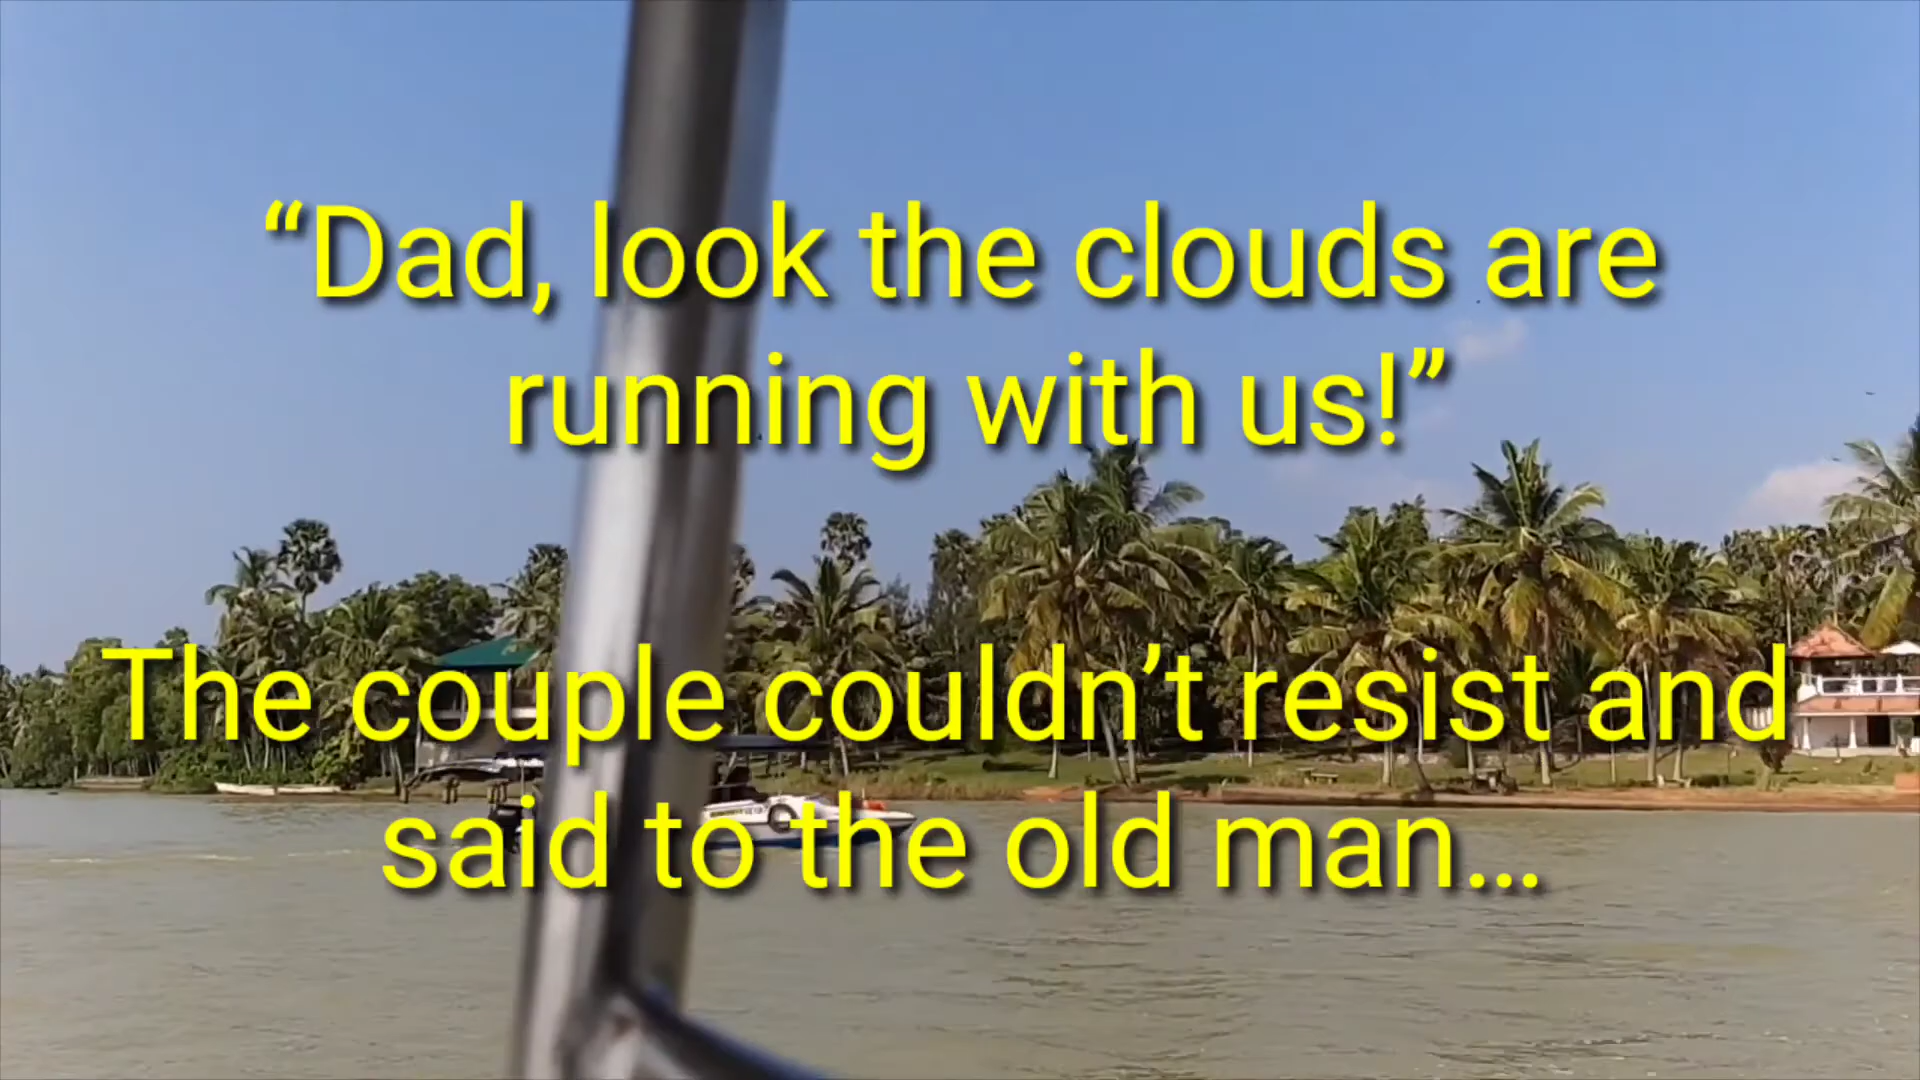 “Dad, look the clouds are
running with us!”
The couple couldn’t resist and
said to the old man...